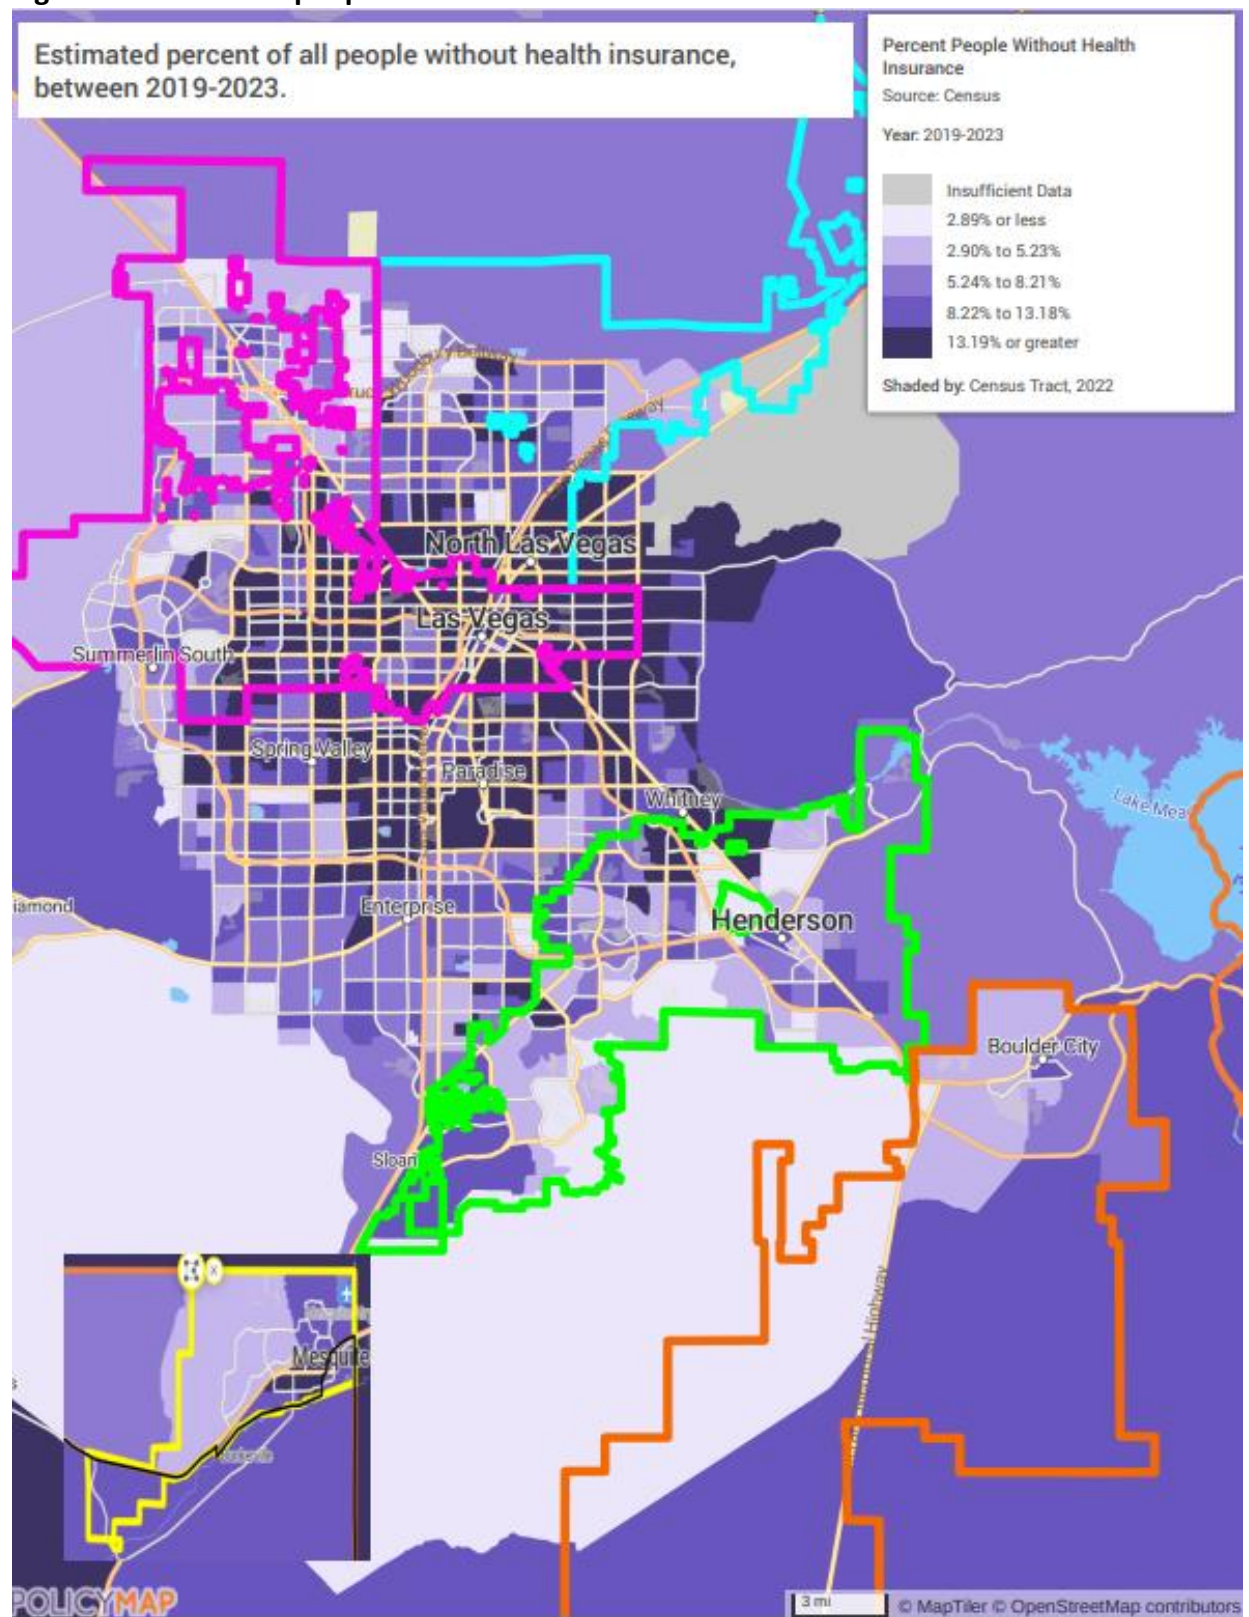 Estimated percent of all people without health insurance,
between 2019-2023.
Percent People Without Health
Insurance
Source: Census
Year: 2019-2023
Insufficient Data
2.89% or less
2.90% to 5.23%
5.24% to 8.21%
8.22% to 13.18%
13.19% or greater
Shaded by: Census Tract, 2022
North Las Vegas
Las Vegas
Summerlin South
Spring Valley
Paradise
Whitney
Lake Mea
iamond
Enterprise
Henderson
Boulder City
Sloan
Highway
Mesquite
POLICYMAP
3 mi
© MapTiler © OpenStreetMap contributors